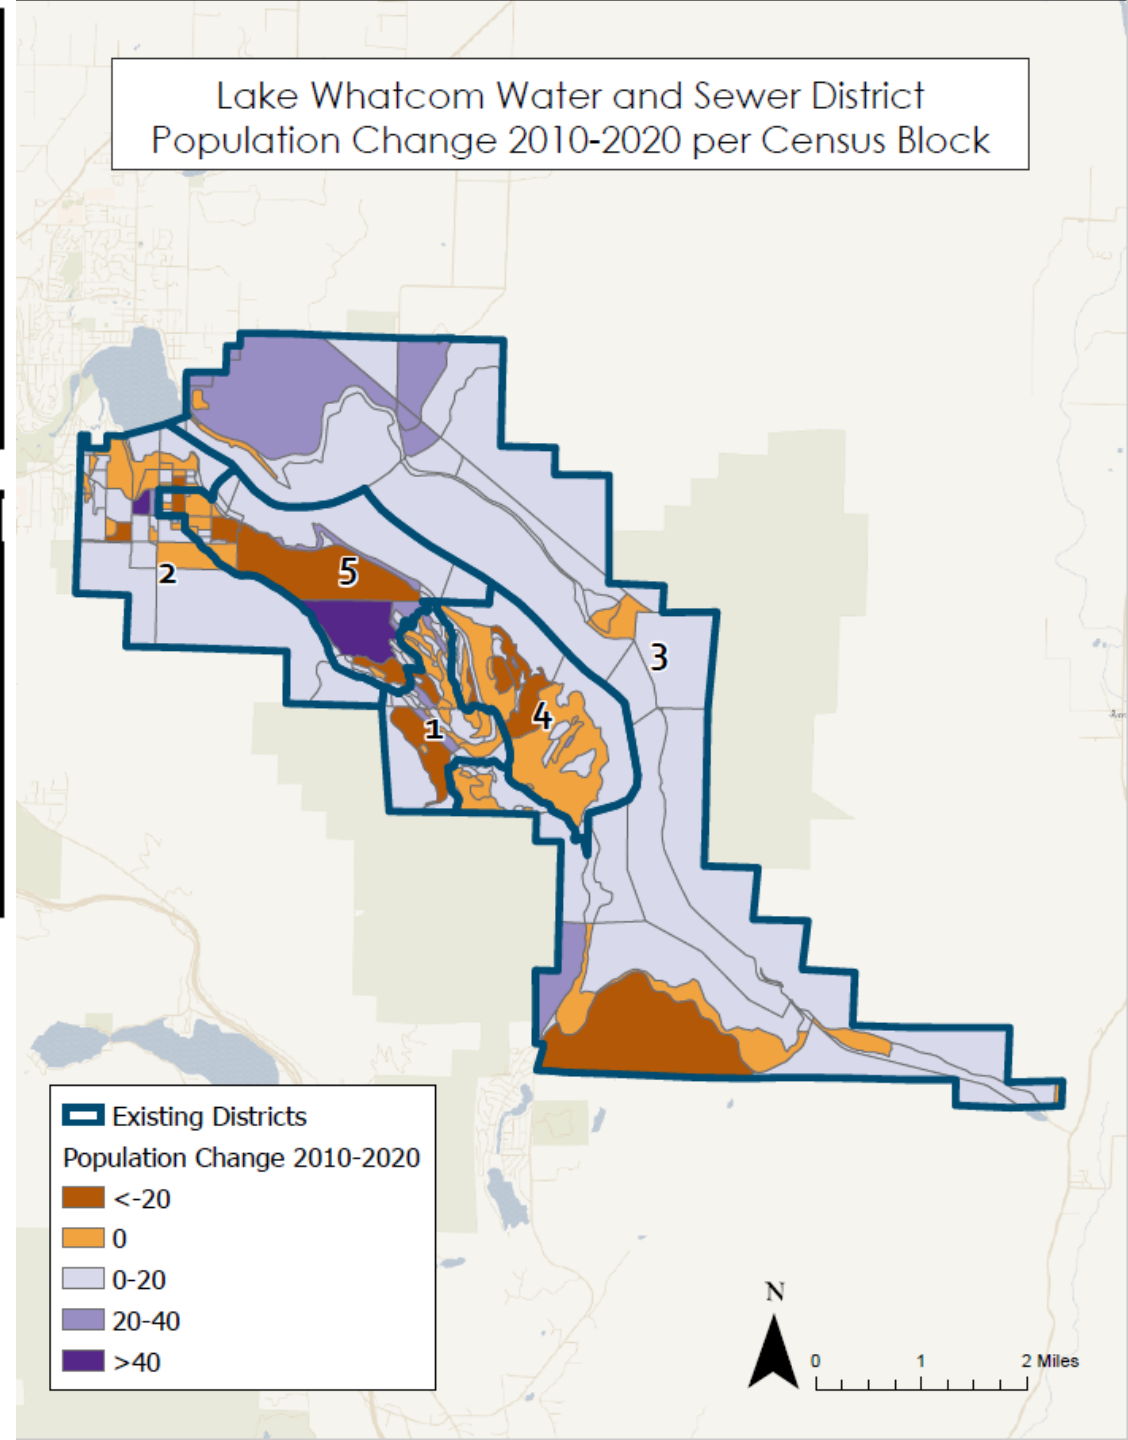 Lake Whatcom Water and Sewer District
Population Change 2010-2020 per Census Block
5
2
3
4
1
Existing Districts
Population Change 2010-2020
<-20
0
0-20
20-40
>40
N
0 1 2 Miles